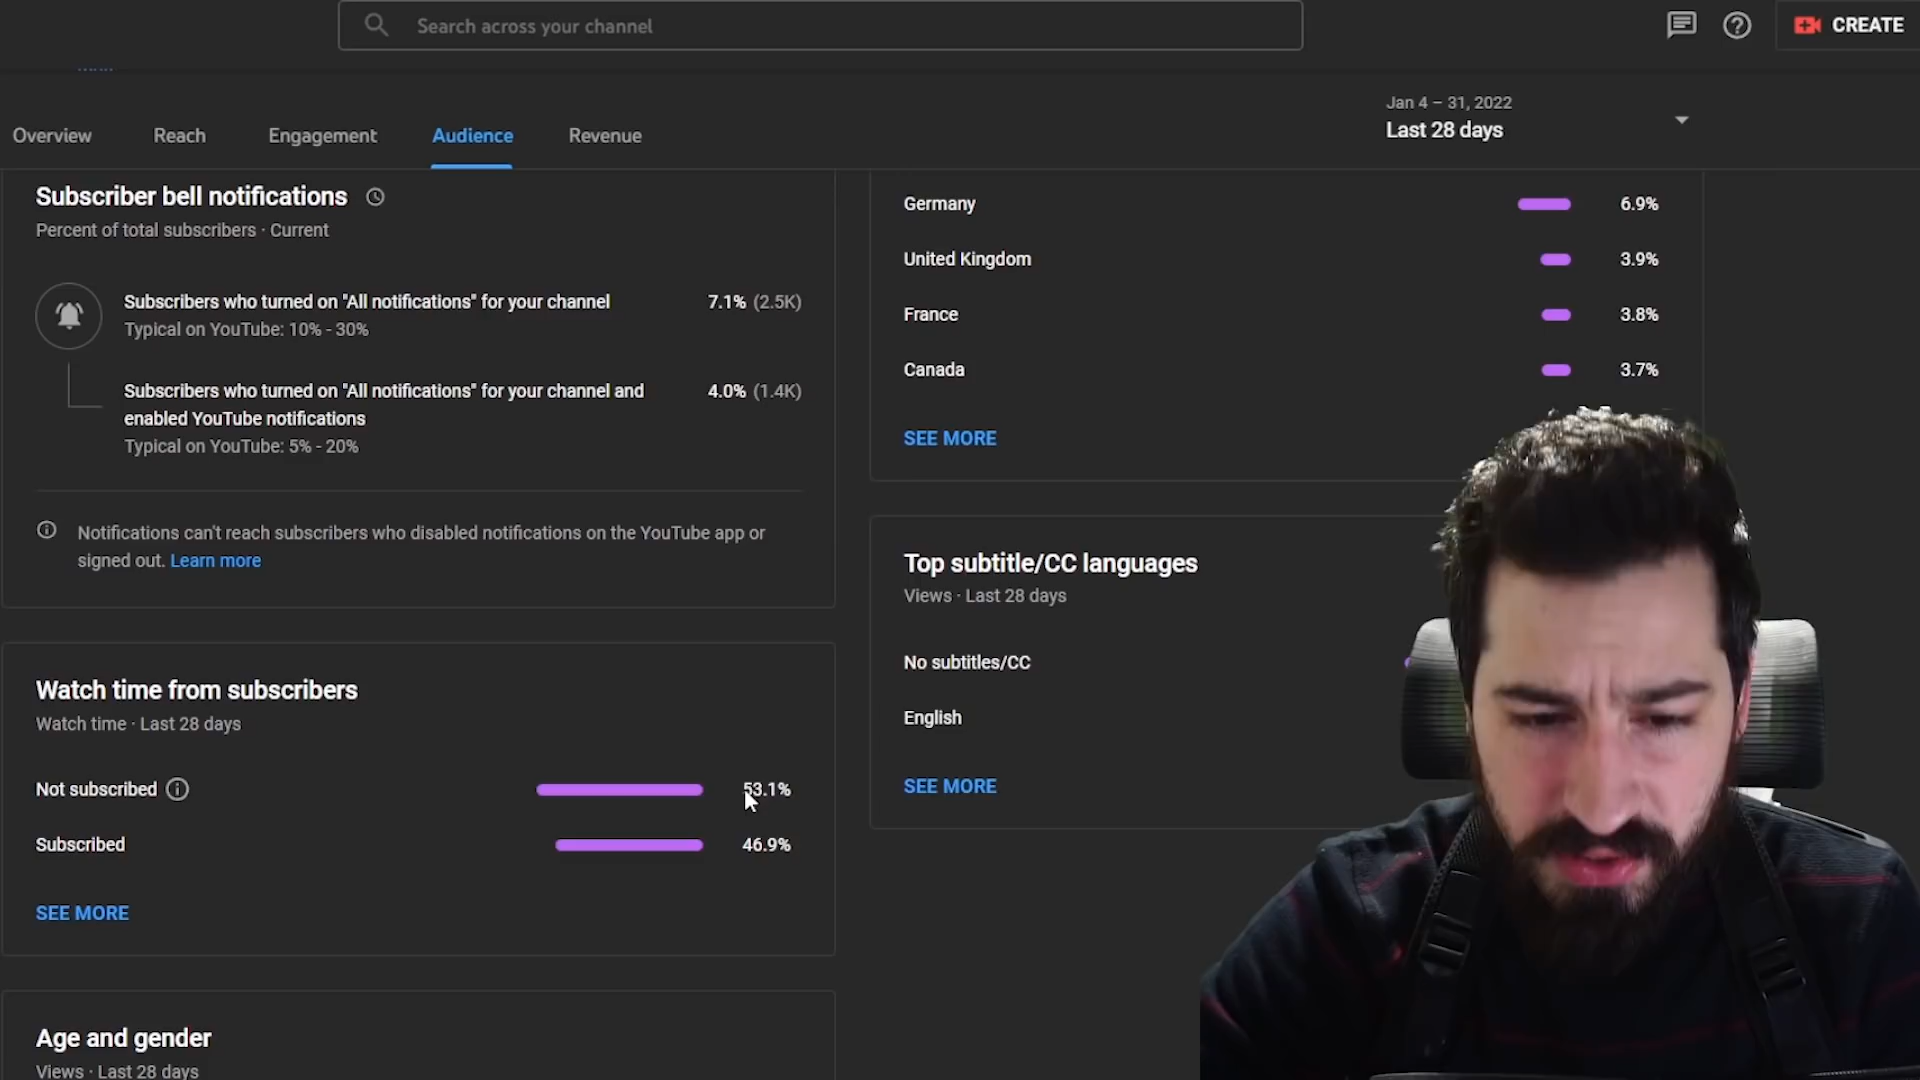 Search across your channel
CREATE
Jan 4 – 31, 2022
Last 28 days
Overview
Reach
Engagement
Audience
Revenue
Subscriber bell notifications
Percent of total subscribers · Current
Subscribers who turned on "All notifications" for your channel
7.1% (2.5K)
Typical on YouTube: 10% - 30%
Subscribers who turned on "All notifications" for your channel and
4.0% (1.4K)
enabled YouTube notifications
Typical on YouTube: 5% - 20%
Notifications can't reach subscribers who disabled notifications on the YouTube app or
signed out. Learn more
Watch time from subscribers
Watch time · Last 28 days
Not subscribed
53.1%
Subscribed
46.9%
SEE MORE
Age and gender
Views · Last 28 days
Germany
6.9%
United Kingdom
3.9%
France
3.8%
Canada
3.7%
SEE MORE
Top subtitle/CC languages
Views · Last 28 days
No subtitles/CC
English
SEE MORE